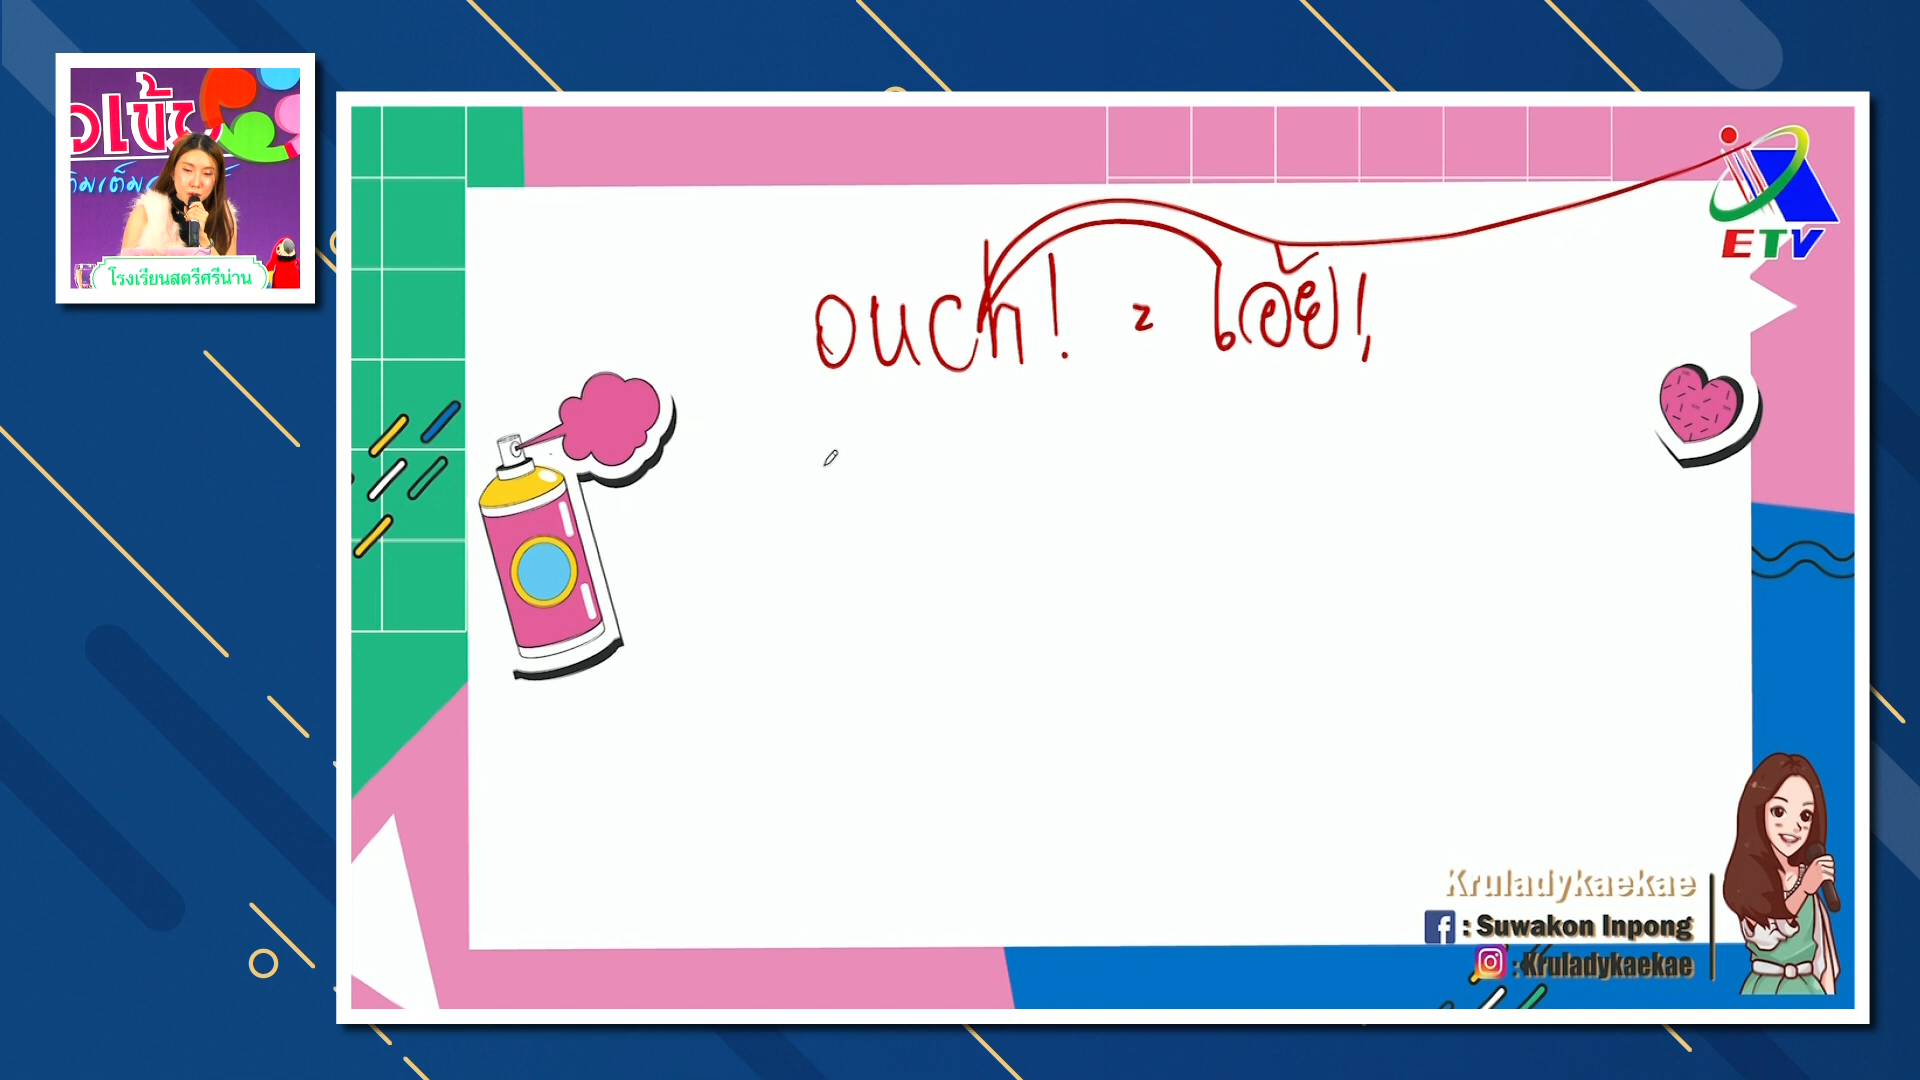 โรงเรียนสตรีศรีน่าน
ETV
ouch! = เอ้ย!
Kruladykaekae
: Suwakon Inpong
: Kruladykaekae